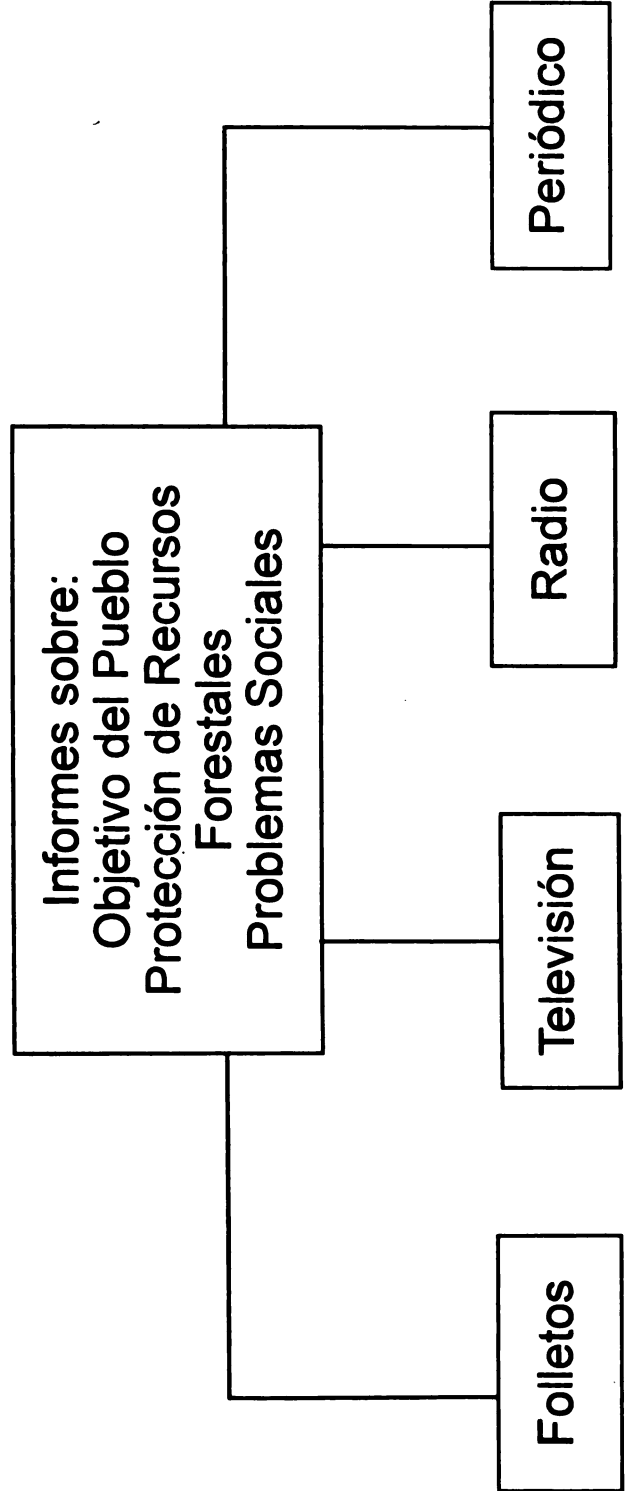 Informes sobre:
Objetivo del Pueblo
Protección de Recursos
Forestales
Problemas Sociales
Folletos
Televisión
Radio
Periódico